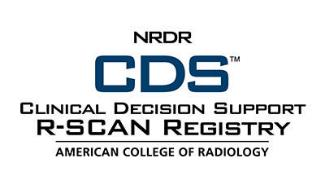 NRDR
CDS™
CLINICAL DECISION SUPPORT
R-SCAN REGISTRY
AMERICAN COLLEGE OF RADIOLOGY